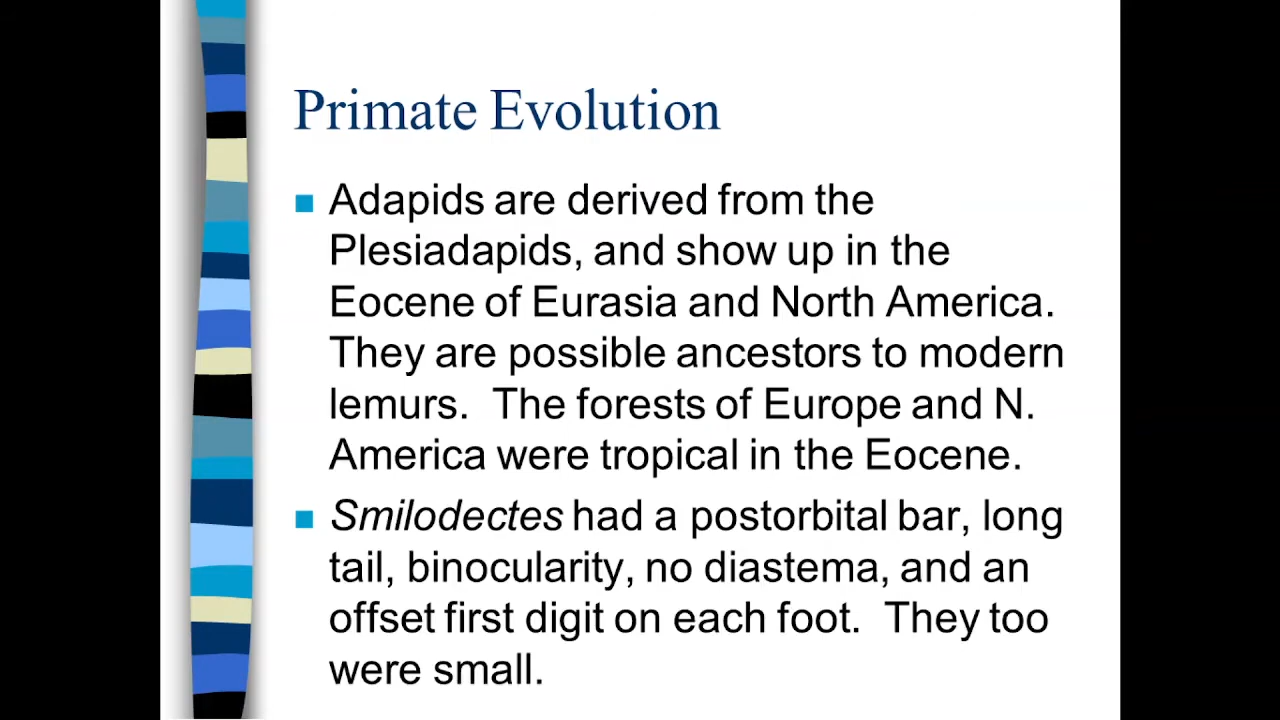 Primate Evolution
Adapids are derived from the
Plesiadapids, and show up in the
Eocene of Eurasia and North America.
They are possible ancestors to modern
lemurs.  The forests of Europe and N.
America were tropical in the Eocene.
Smilodectes had a postorbital bar, long
tail, binocularity, no diastema, and an
offset first digit on each foot.  They too
were small.